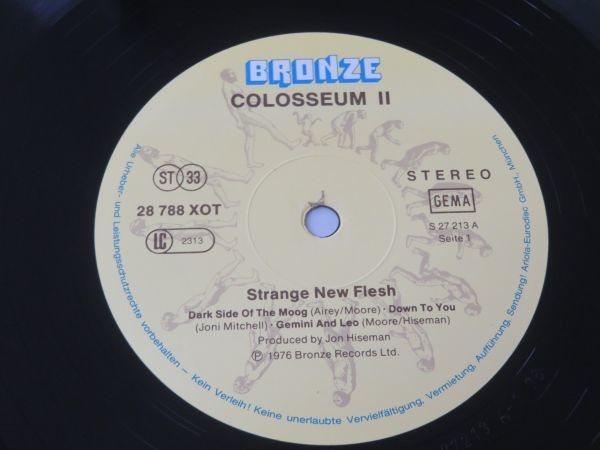 BRONZE
COLOSSEUM II
ST 33
STEREO
28 788 XOT
GEMA
LC 2313
S 27 213 A
Seite 1
Strange New Flesh
Dark Side Of The Moog (Airey/Moore) · Down To You
(Joni Mitchell) · Gemini And Leo (Moore/Hiseman)
Produced by Jon Hiseman
℗ 1976 Bronze Records Ltd.
Alle Urheber- und Leistungsschutzrechte vorbehalten – Kein Verleih! Keine unerlaubte Vervielfältigung, Vermietung, Aufführung, Sendung! Ariola-Eurodisc GmbH, München